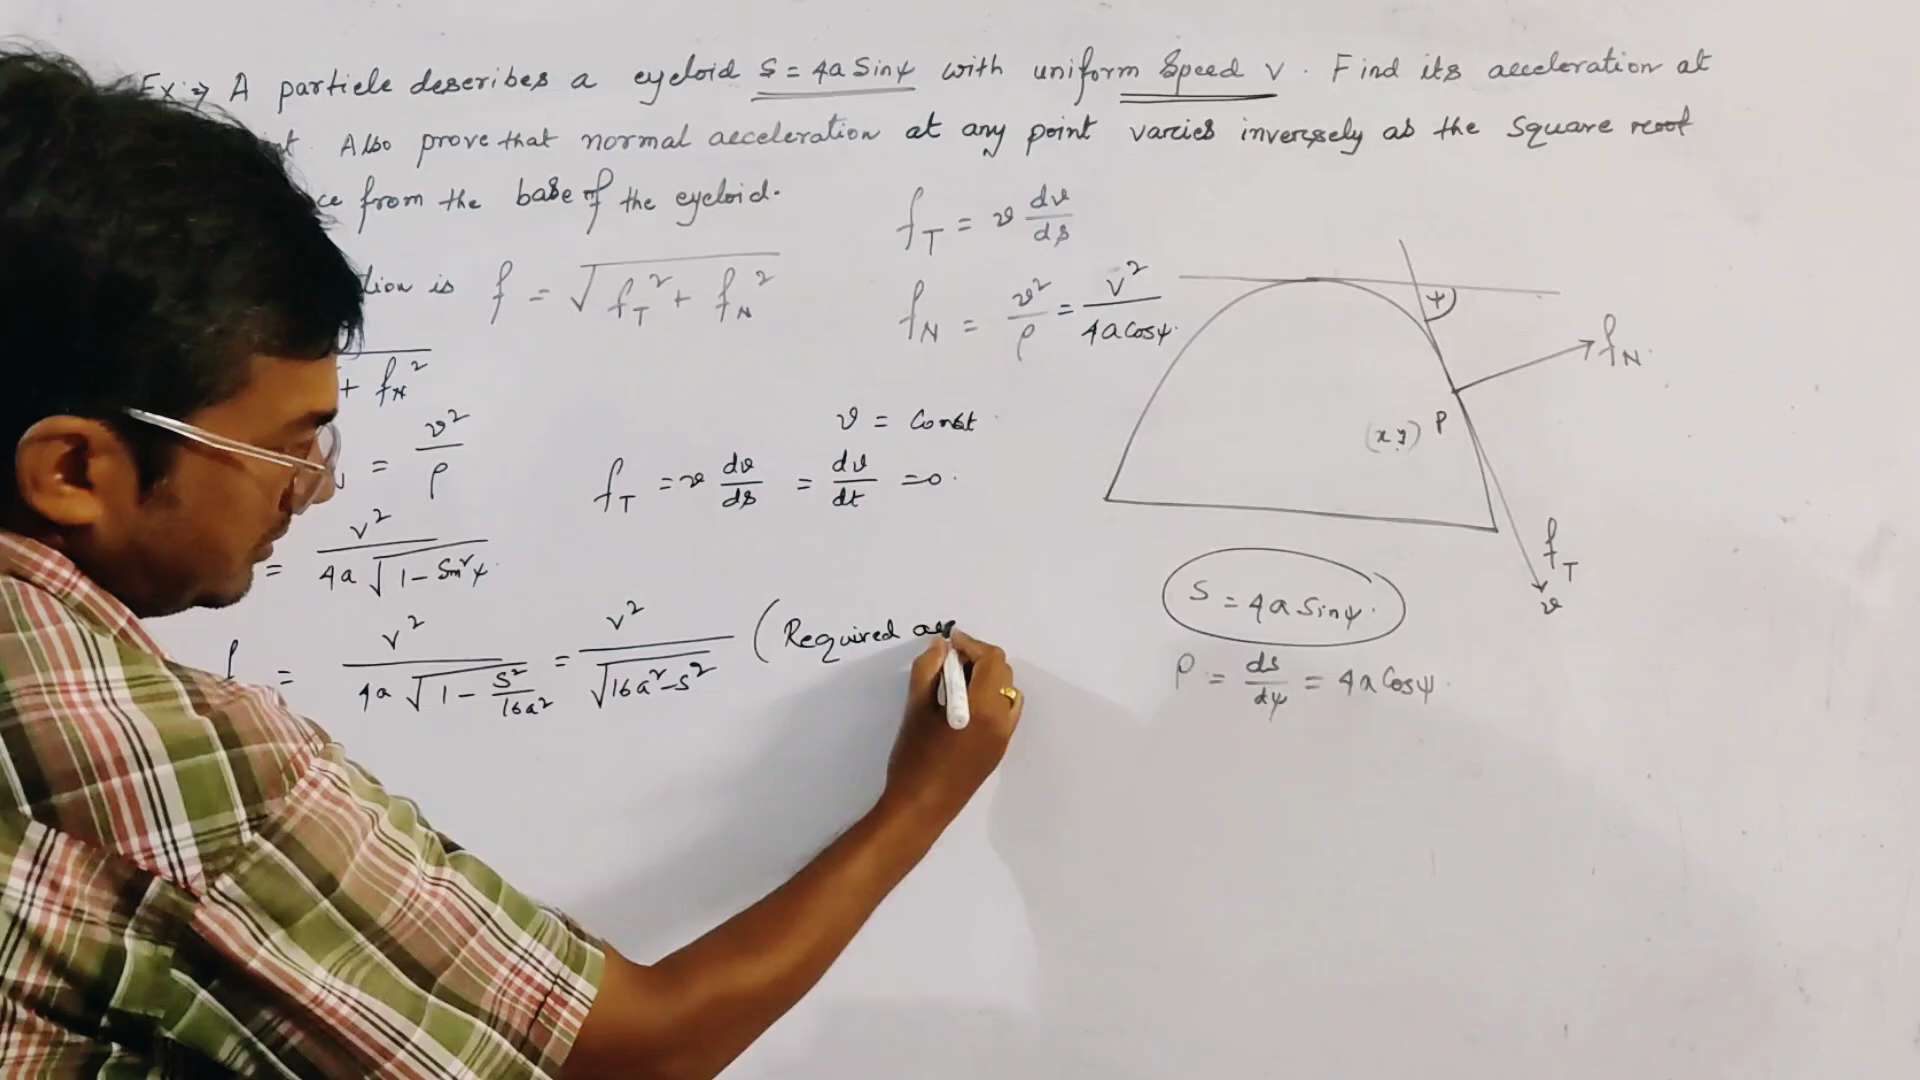 Ex:⇒ A particle describes a cycloid S = 4a Sinψ with uniform Speed V. Find its acceleration at
Also prove that normal acceleration at any point varies inversely as the square root
from the base of the cycloid.
f_T = v dv/ds
is f = √(f_T² + f_N²)
f_N = v²/ρ = V²/(4a Cosψ).
ψ
f_N.
+ f_N²
v = Const
= v²/ρ
f_T = v dv/ds = dv/dt = 0.
(x y) P
= V²/(4a √(1 - Sin²ψ))
f_T
v
S = 4a Sinψ.
= V²/(4a √(1 - S²/16a²)) = V²/√(16a² - S²) (Required
ρ = ds/dψ = 4a Cosψ.